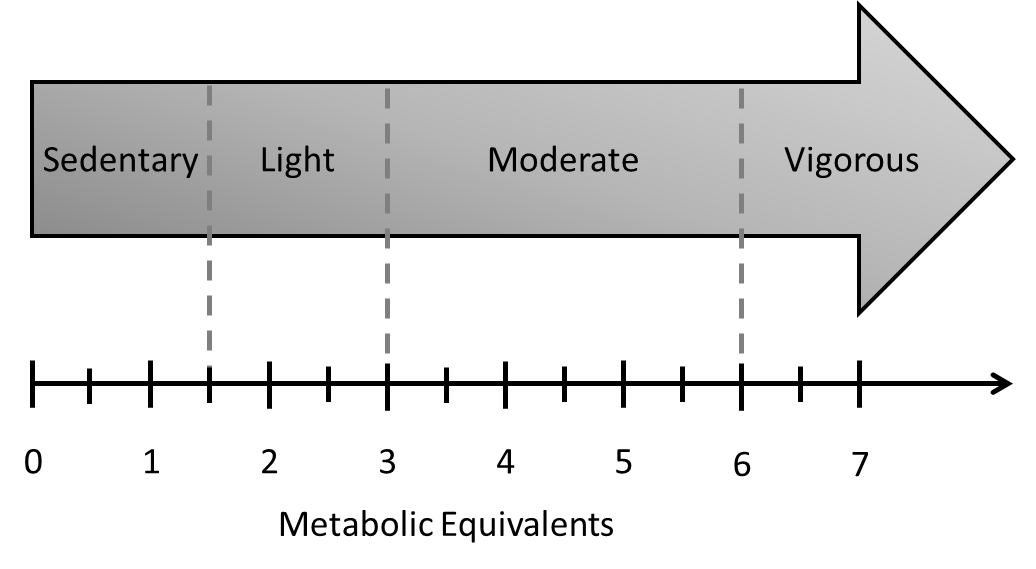 Sedentary Light Moderate Vigorous
0 1 2 3 4 5 6 7
Metabolic Equivalents